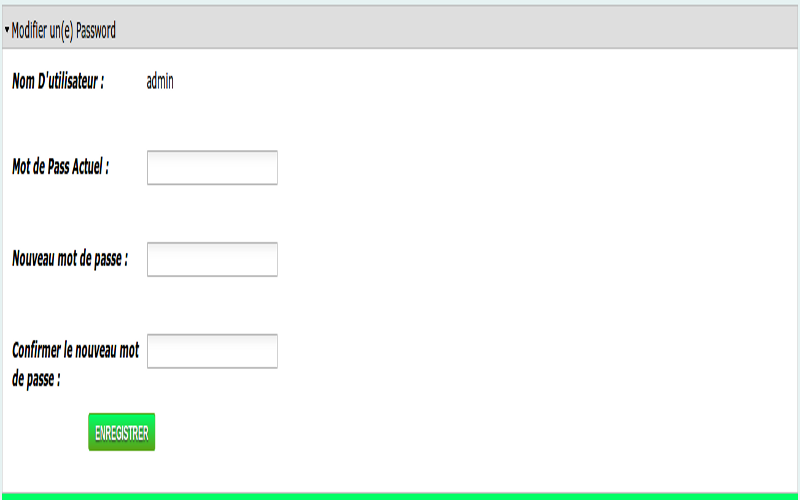 Modifier un(e) Password
Nom D'utilisateur : admin
Mot de Pass Actuel :
Nouveau mot de passe :
Confirmer le nouveau mot
de passe :
ENREGISTRER